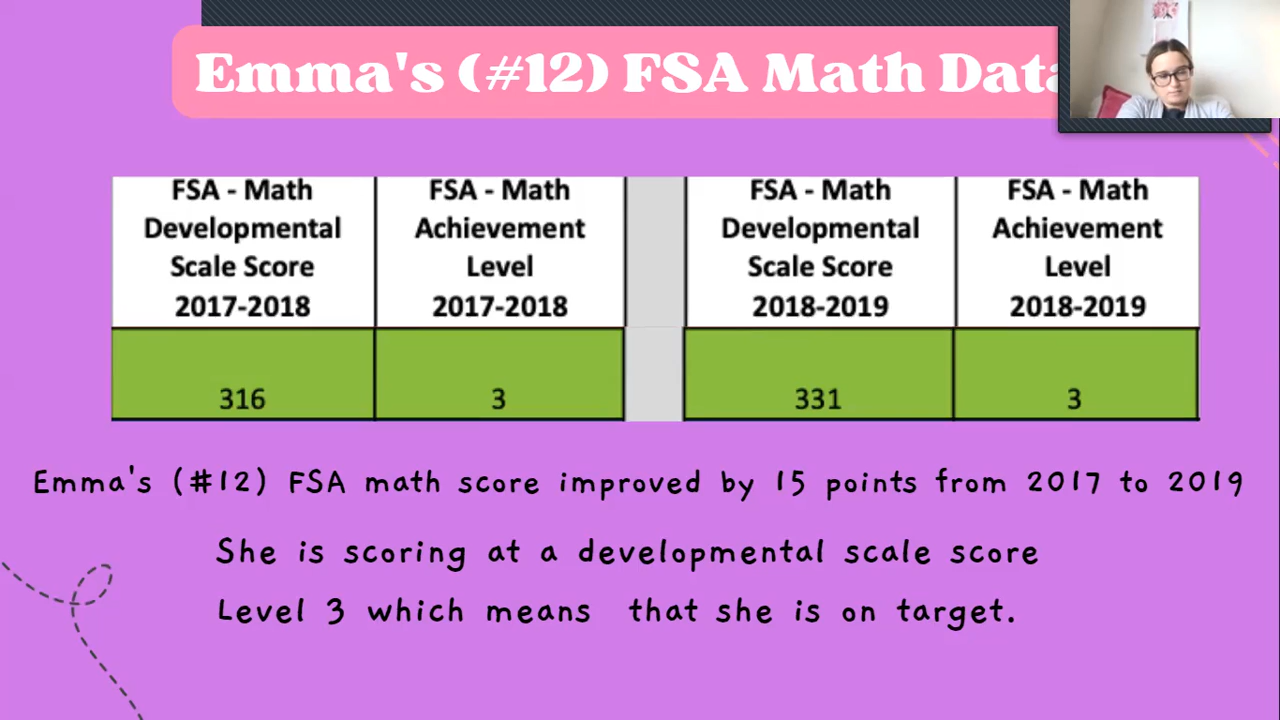 Emma's (#12) FSA Math Data
FSA - Math Developmental Scale Score 2017-2018
FSA - Math Achievement Level 2017-2018
FSA - Math Developmental Scale Score 2018-2019
FSA - Math Achievement Level 2018-2019
316 3 331 3
Emma's (#12) FSA math score improved by 15 points from 2017 to 2019
She is scoring at a developmental scale score
Level 3 which means that she is on target.